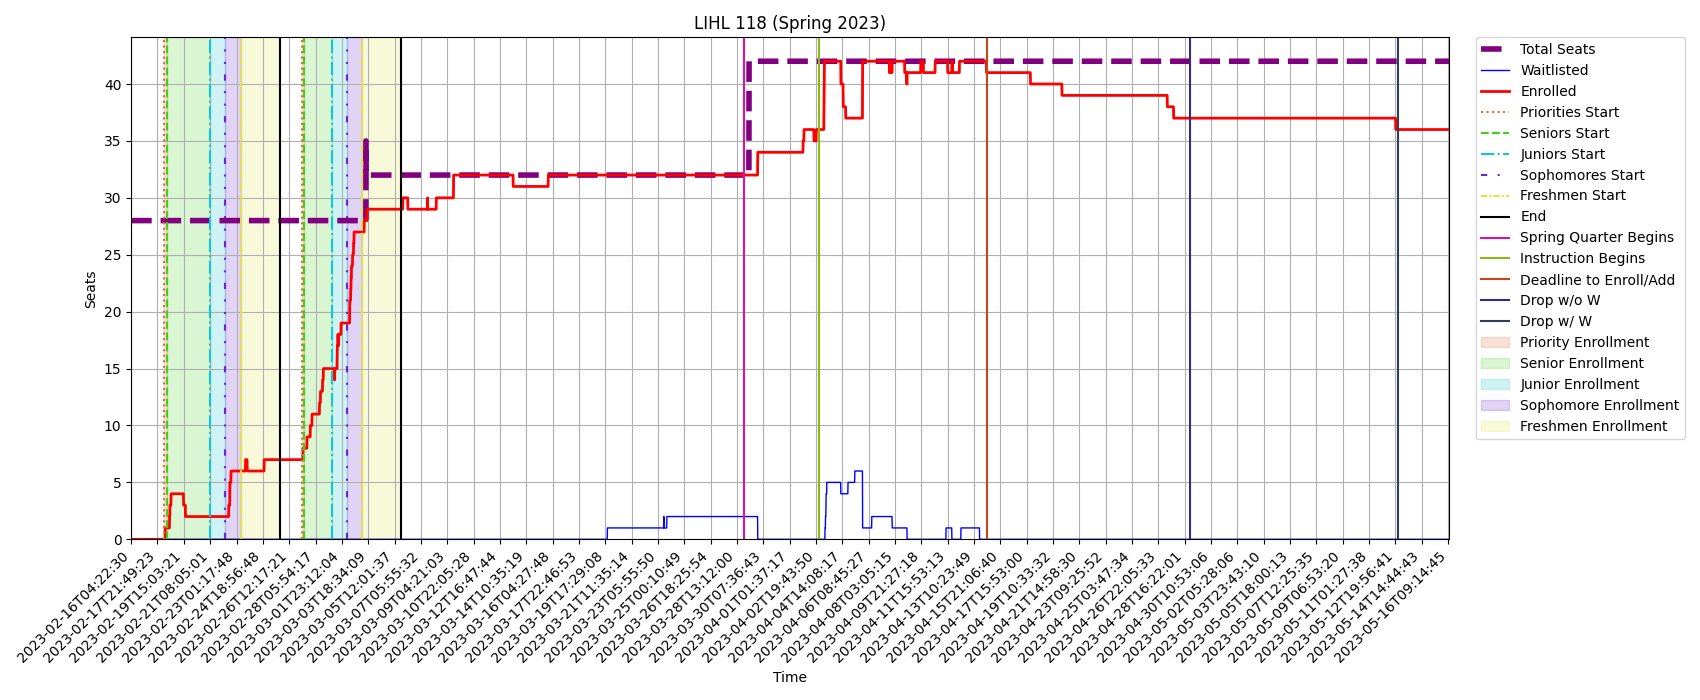 LIHL 118 (Spring 2023)
Seats
40
35
30
25
20
15
10
5
0
2023-02-16T04:22:30
2023-02-17T21:49:23
2023-02-19T15:03:21
2023-02-21T08:05:01
2023-02-23T01:17:48
2023-02-24T18:56:48
2023-02-26T12:17:21
2023-02-28T05:54:17
2023-03-01T23:12:04
2023-03-03T18:34:09
2023-03-05T12:01:37
2023-03-07T05:55:32
2023-03-09T04:21:03
2023-03-10T22:05:28
2023-03-12T16:47:44
2023-03-14T10:35:19
2023-03-16T04:27:48
2023-03-17T22:46:53
2023-03-19T17:29:08
2023-03-21T11:35:14
2023-03-23T05:55:50
2023-03-25T00:10:49
2023-03-26T18:25:54
2023-03-28T13:12:00
2023-03-30T07:36:43
2023-04-01T01:37:17
2023-04-02T19:43:50
2023-04-04T14:08:17
2023-04-06T08:45:27
2023-04-08T03:05:15
2023-04-09T21:27:18
2023-04-11T15:53:13
2023-04-13T10:23:49
2023-04-15T21:06:40
2023-04-17T15:53:00
2023-04-19T10:33:32
2023-04-21T14:58:30
2023-04-23T09:25:52
2023-04-25T03:47:34
2023-04-26T22:05:33
2023-04-28T16:22:01
2023-04-30T10:53:06
2023-05-02T05:28:06
2023-05-03T23:43:10
2023-05-05T18:00:13
2023-05-07T12:25:35
2023-05-09T06:53:20
2023-05-11T01:27:38
2023-05-12T19:56:41
2023-05-14T14:44:43
2023-05-16T09:14:45
Time
Total Seats
Waitlisted
Enrolled
Priorities Start
Seniors Start
Juniors Start
Sophomores Start
Freshmen Start
End
Spring Quarter Begins
Instruction Begins
Deadline to Enroll/Add
Drop w/o W
Drop w/ W
Priority Enrollment
Senior Enrollment
Junior Enrollment
Sophomore Enrollment
Freshmen Enrollment